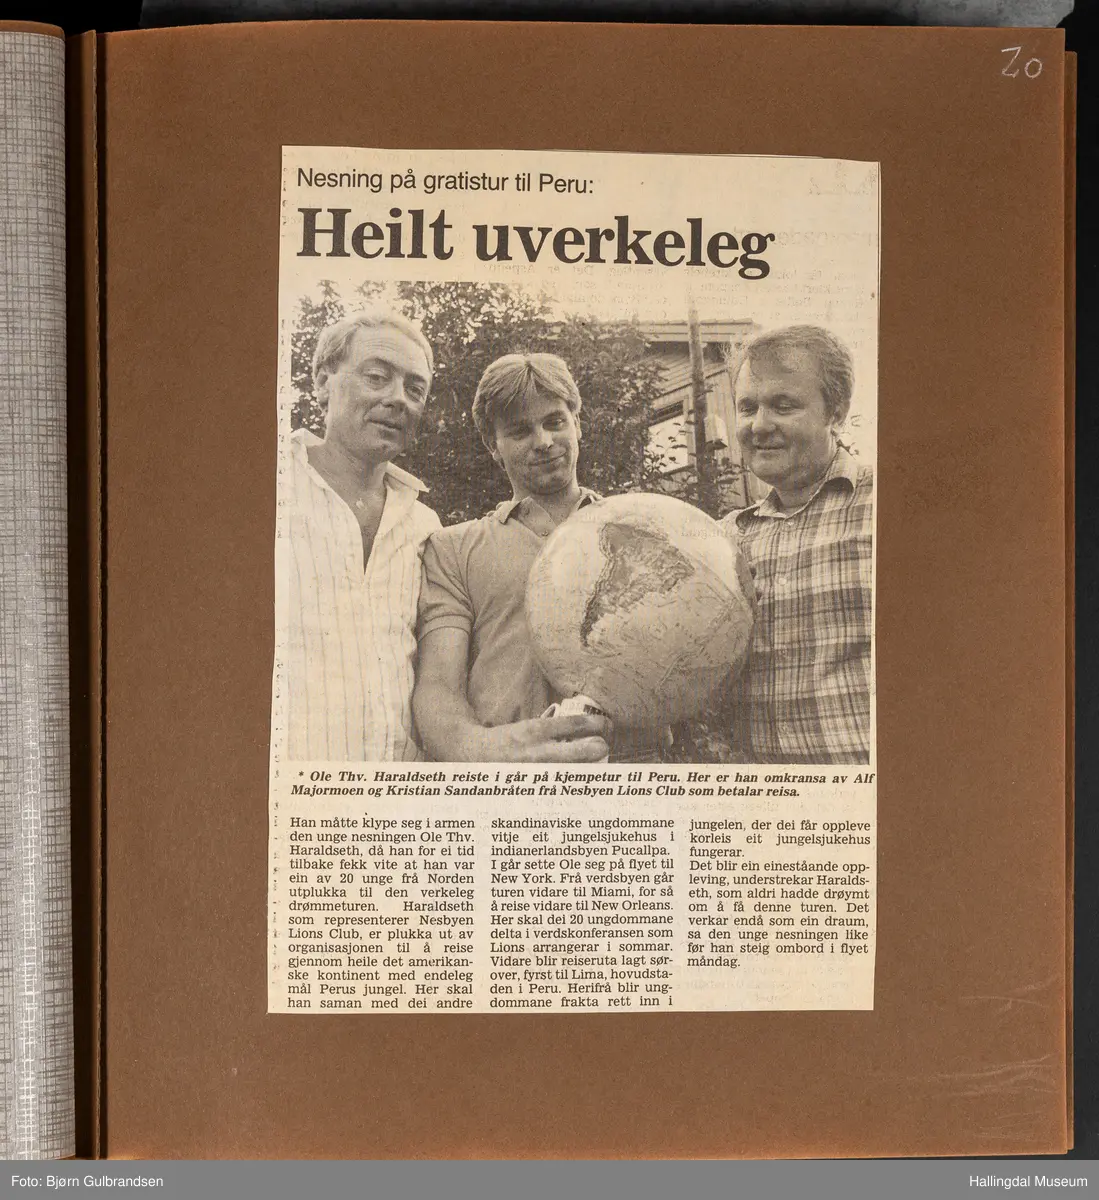 20
Nesning på gratistur til Peru:
Heilt uverkeleg
* Ole Thv. Haraldseth reiste i går på kjempetur til Peru. Her er han omkransa av Alf
Majormoen og Kristian Sandanbråten frå Nesbyen Lions Club som betalar reisa.
Han måtte klype seg i armen
den unge nesningen Ole Thv.
Haraldseth, då han for ei tid
tilbake fekk vite at han var
ein av 20 unge frå Norden
utplukka til den verkeleg
drømmeturen. Haraldseth
som representerer Nesbyen
Lions Club, er plukka ut av
organisasjonen til å reise
gjennom heile det amerikan-
ske kontinent med endeleg
mål Perus jungel. Her skal
han saman med dei andre
skandinaviske ungdommane
vitje eit jungelsjukehus i
indianerlandsbyen Pucallpa.
I går sette Ole seg på flyet til
New York. Frå verdsbyen går
turen vidare til Miami, for så
å reise vidare til New Orleans.
Her skal dei 20 ungdommane
delta i verdskonferansen som
Lions arrangerar i sommar.
Vidare blir reiseruta lagt sør-
over, fyrst til Lima, hovudsta-
den i Peru. Herifrå blir ung-
dommane frakta rett inn i
jungelen, der dei får oppleve
korleis eit jungelsjukehus
fungerar.
Det blir ein eineståande opp-
leving, understrekar Haralds-
eth, som aldri hadde drøymt
om å få denne turen. Det
verkar endå som ein draum,
sa den unge nesningen like
før han steig ombord i flyet
måndag.
Foto: Bjørn Gulbrandsen
Hallingdal Museum